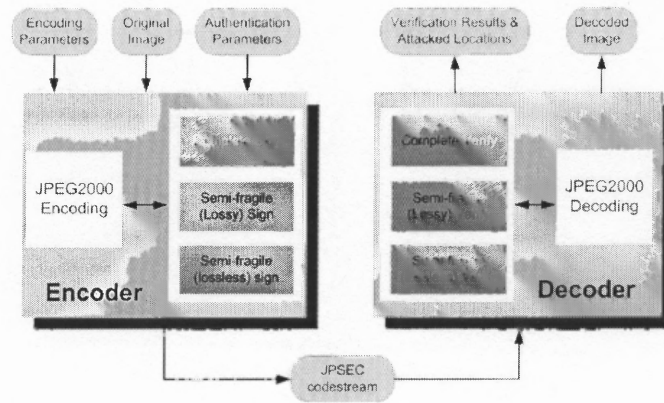 Encoding
Parameters
Original
Image
Authentication
Parameters
Verification Results &
Attacked Locations
Decoded
Image
JPEG2000
Encoding
Semi-fragile
(Lossy) Sign
Semi-fragile
(lossless) sign
Encoder
Complete
JPEG2000
Decoding
Decoder
JPSEC
codestream